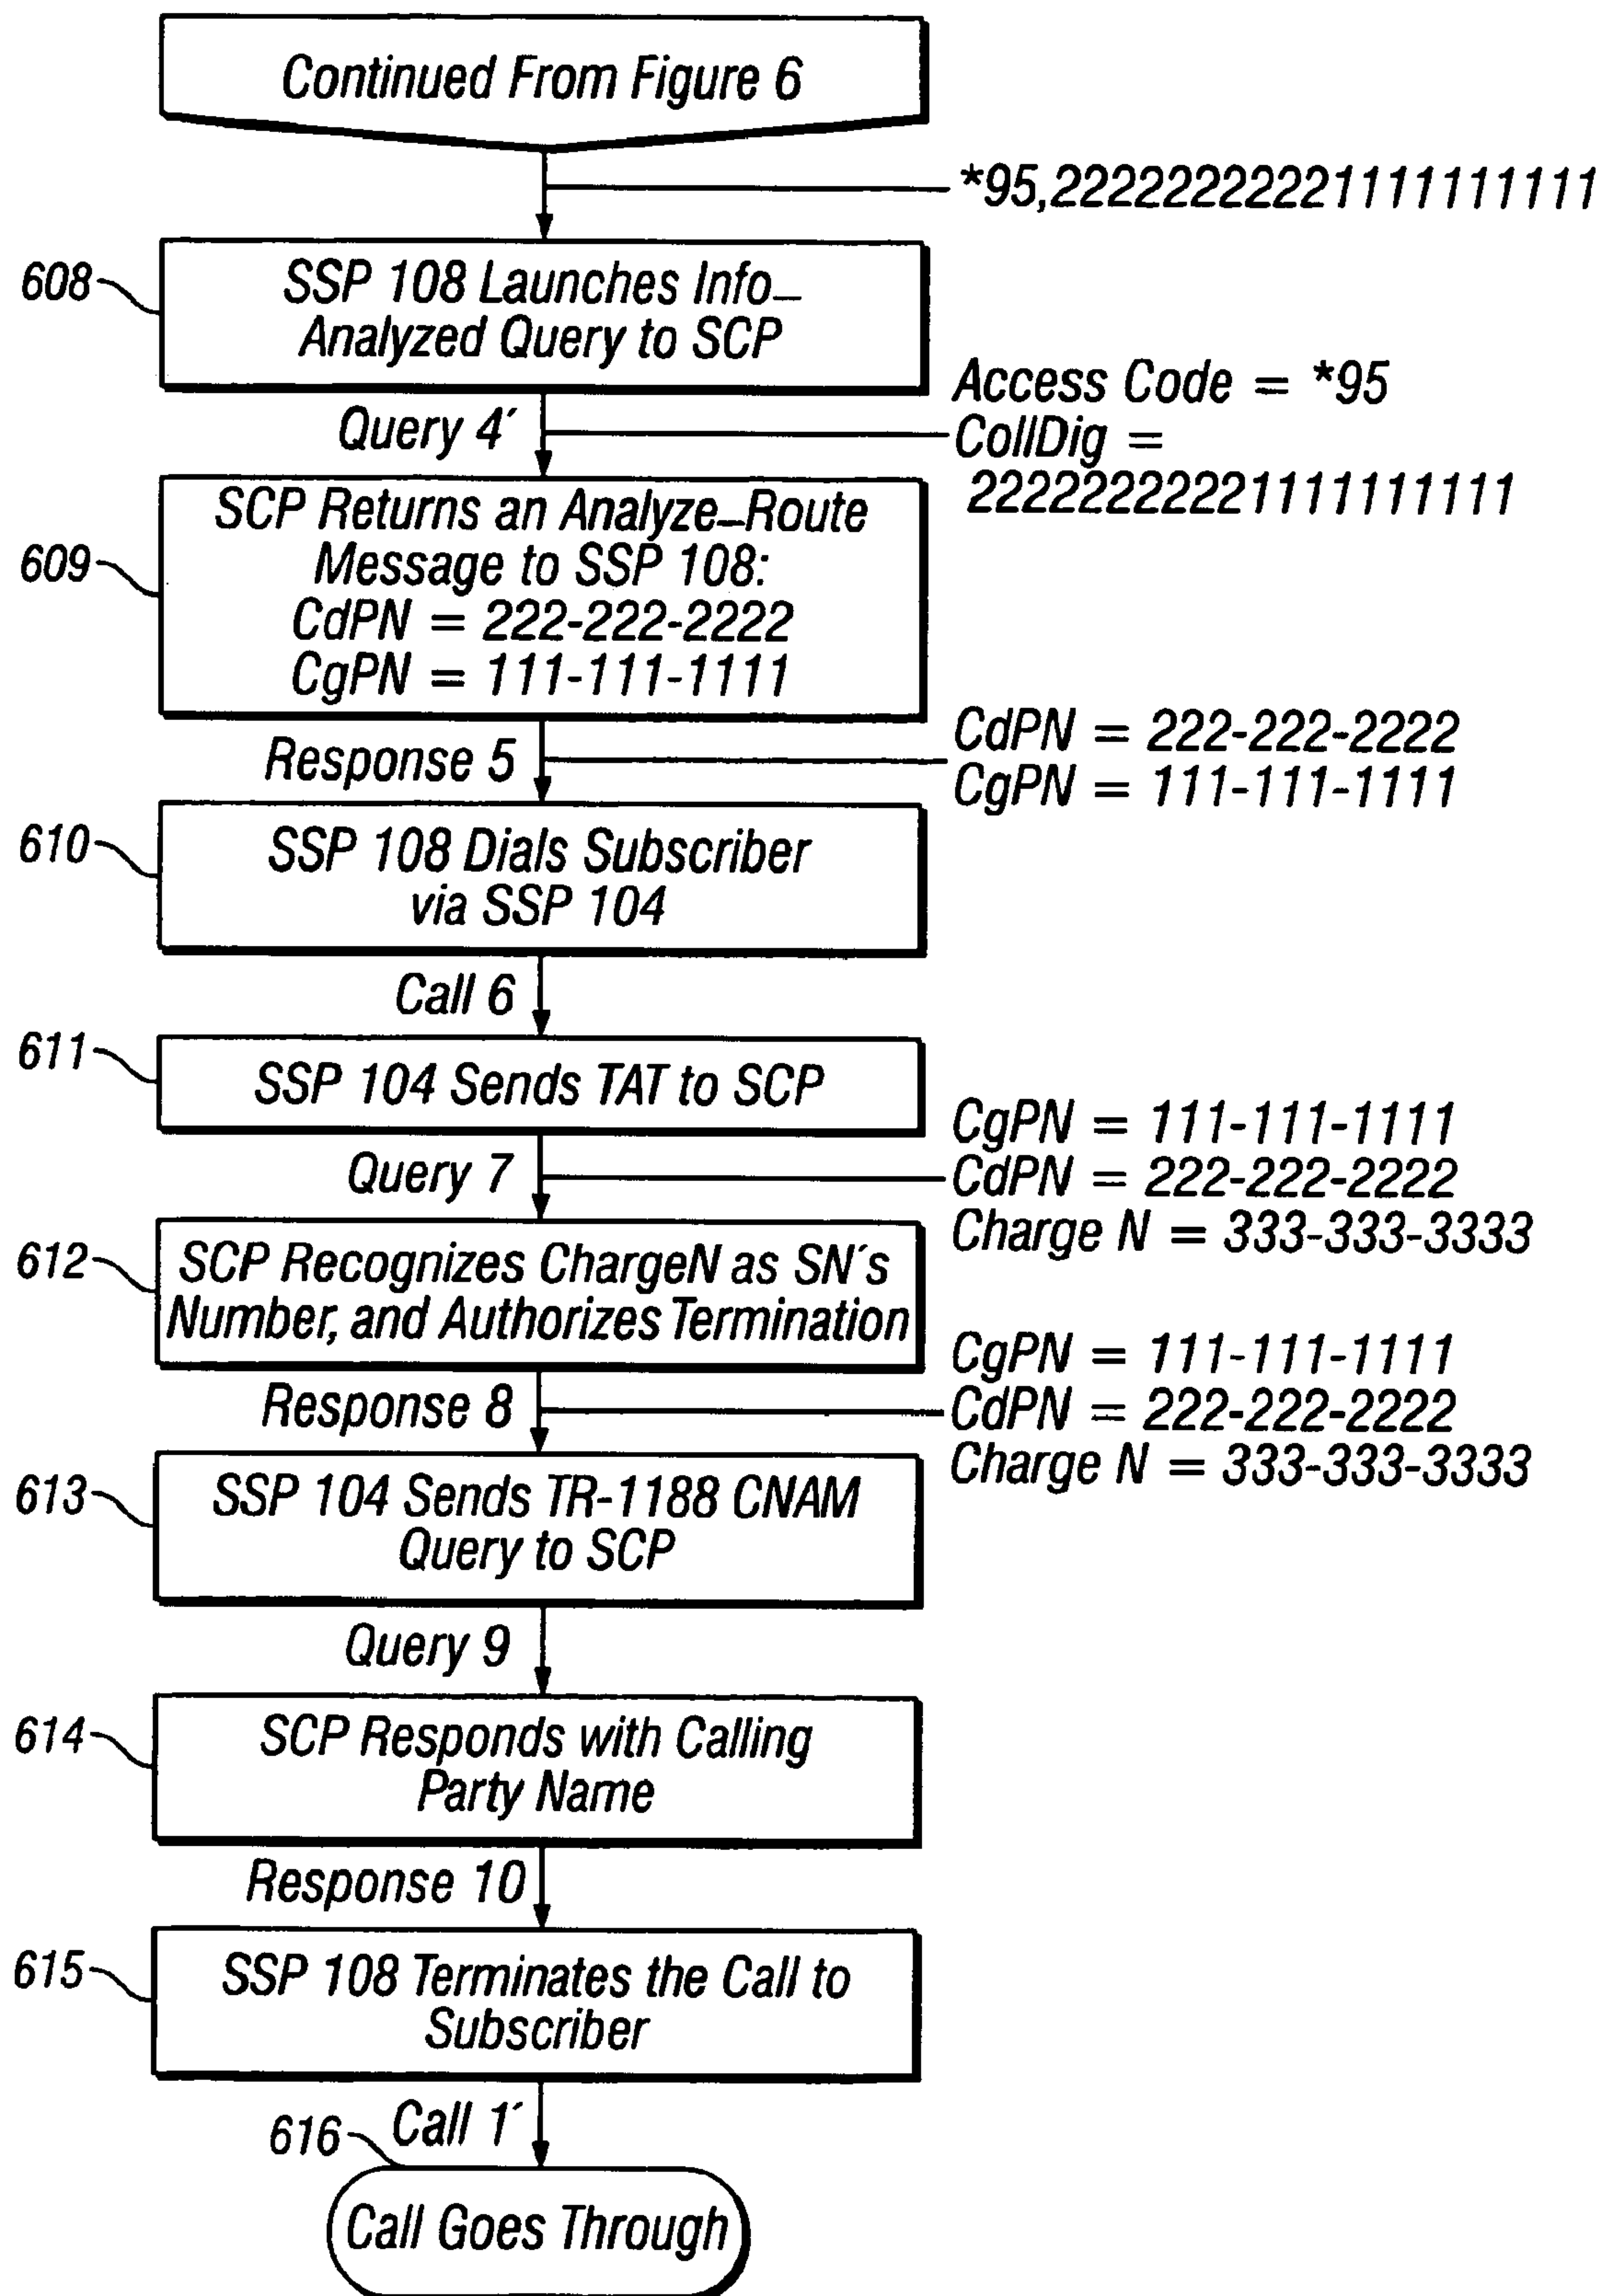 Continued From Figure 6
*95,22222222221111111111
608
SSP 108 Launches Info–
Analyzed Query to SCP
Query 4´
Access Code = *95
CollDig =
22222222221111111111
609
SCP Returns an Analyze–Route
Message to SSP 108:
CdPN = 222-222-2222
CgPN = 111-111-1111
Response 5
CdPN = 222-222-2222
CgPN = 111-111-1111
610
SSP 108 Dials Subscriber
via SSP 104
Call 6
611
SSP 104 Sends TAT to SCP
Query 7
CgPN = 111-111-1111
CdPN = 222-222-2222
Charge N = 333-333-3333
612
SCP Recognizes ChargeN as SN´s
Number, and Authorizes Termination
Response 8
CgPN = 111-111-1111
CdPN = 222-222-2222
Charge N = 333-333-3333
613
SSP 104 Sends TR-1188 CNAM
Query to SCP
Query 9
614
SCP Responds with Calling
Party Name
Response 10
615
SSP 108 Terminates the Call to
Subscriber
Call 1´
616
Call Goes Through